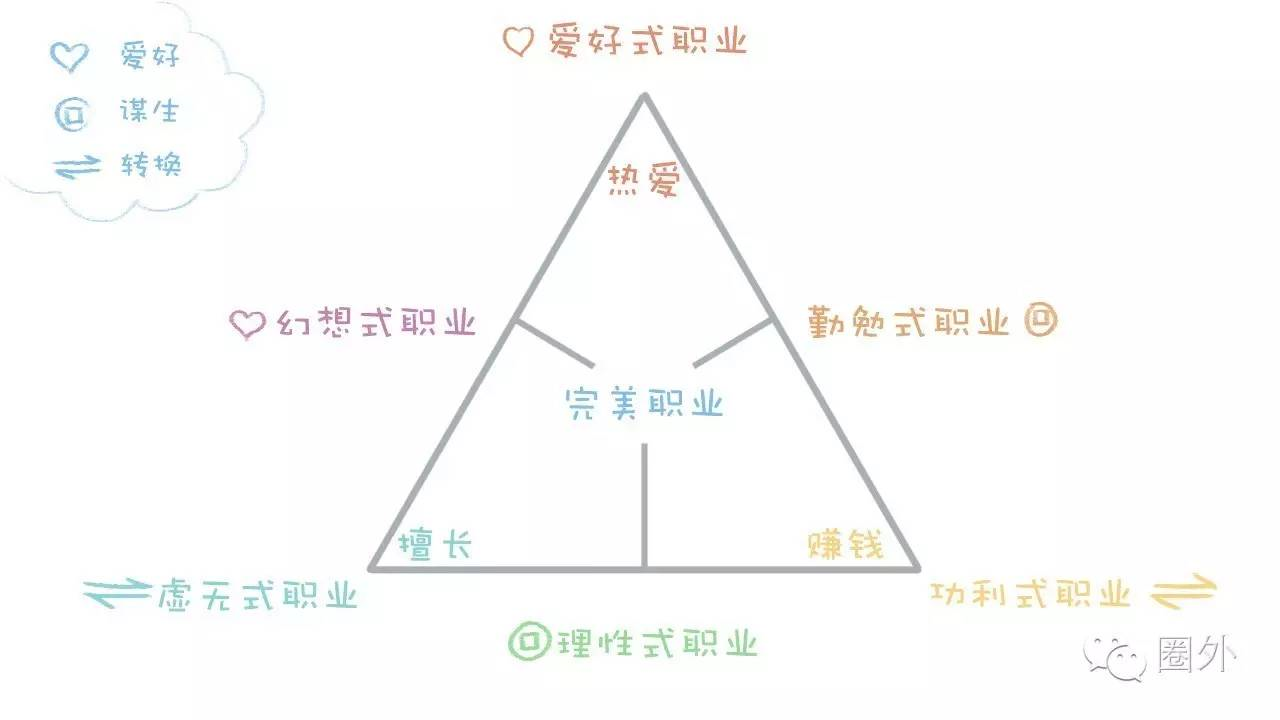 爱好
谋生
转换
爱好式职业
热爱
幻想式职业
勤勉式职业
完美职业
擅长
赚钱
虚无式职业
功利式职业
理性式职业
圈外